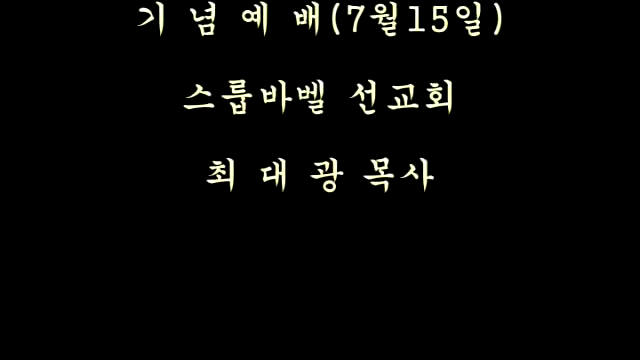 기 념 예 배(7월15일)
스룹바벨 선교회
최 대 광 목사